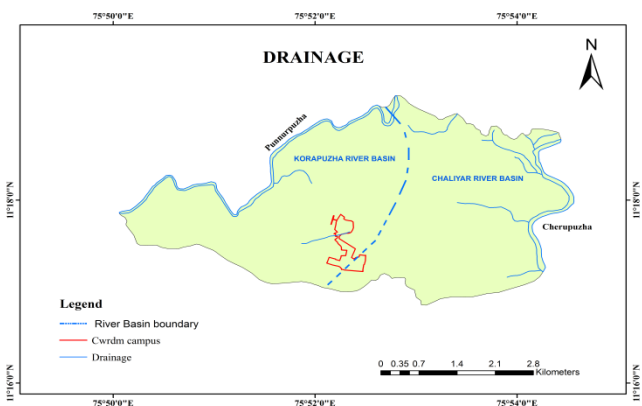 75°50'0"E 75°52'0"E 75°54'0"E
DRAINAGE
N
Punnurpuzha
KORAPUZHA RIVER BASIN
CHALIYAR RIVER BASIN
11°18'0"N
11°18'0"N
Cherupuzha
Legend
River Basin boundary
Cwrdm campus
Drainage
0 0.35 0.7 1.4 2.1 2.8
Kilometers
11°16'0"N
11°16'0"N
75°50'0"E 75°52'0"E 75°54'0"E